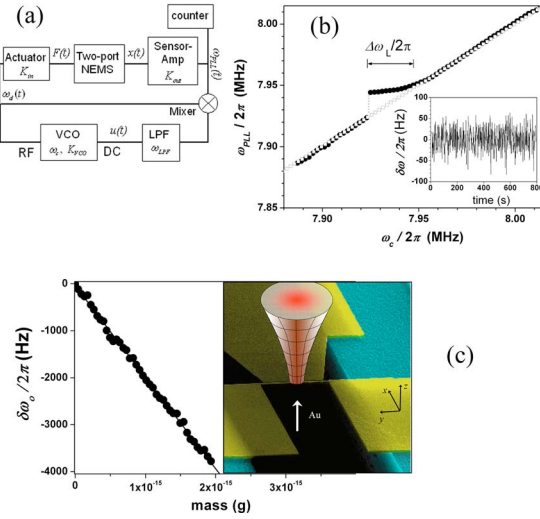 counter
(a)
Actuator
K_in
F(t)
Two-port
NEMS
x(t)
Sensor-
Amp
K_out
ω_PLL(t)
ω_d(t)
Mixer
VCO
ω_c, K_VCO
u(t)
LPF
ω_LPF
RF
DC
(b)
8.00
7.95
7.90
7.85
ω_PLL/2π (MHz)
Δω_L/2π
100
50
0
-50
-100
δω/2π (Hz)
0 200 400 600 800
time (s)
7.90 7.95 8.00
ω_c/2π (MHz)
0
-1000
-2000
-3000
-4000
δω_o/2π (Hz)
0 1x10⁻¹⁵ 2x10⁻¹⁵ 3x10⁻¹⁵
mass (g)
Au
x
y
z
(c)